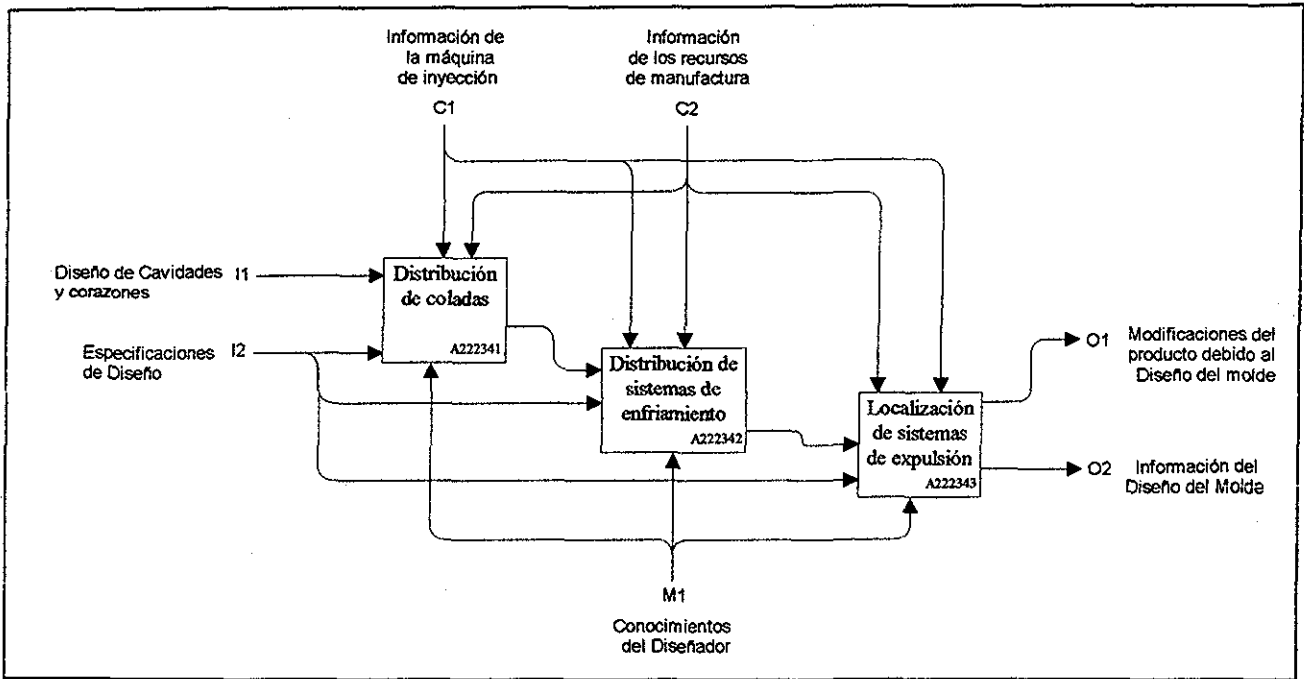 Información de
la máquina
de inyección
C1
Información
de los recursos
de manufactura
C2
Diseño de Cavidades
y corazones
I1
Especificaciones
de Diseño
I2
Distribución
de coladas
A222341
Distribución de
sistemas de
enfriamiento
A222342
Localización
de sistemas
de expulsión
A222343
O1
Modificaciones del
producto debido al
Diseño del molde
O2
Información del
Diseño del Molde
M1
Conocimientos
del Diseñador